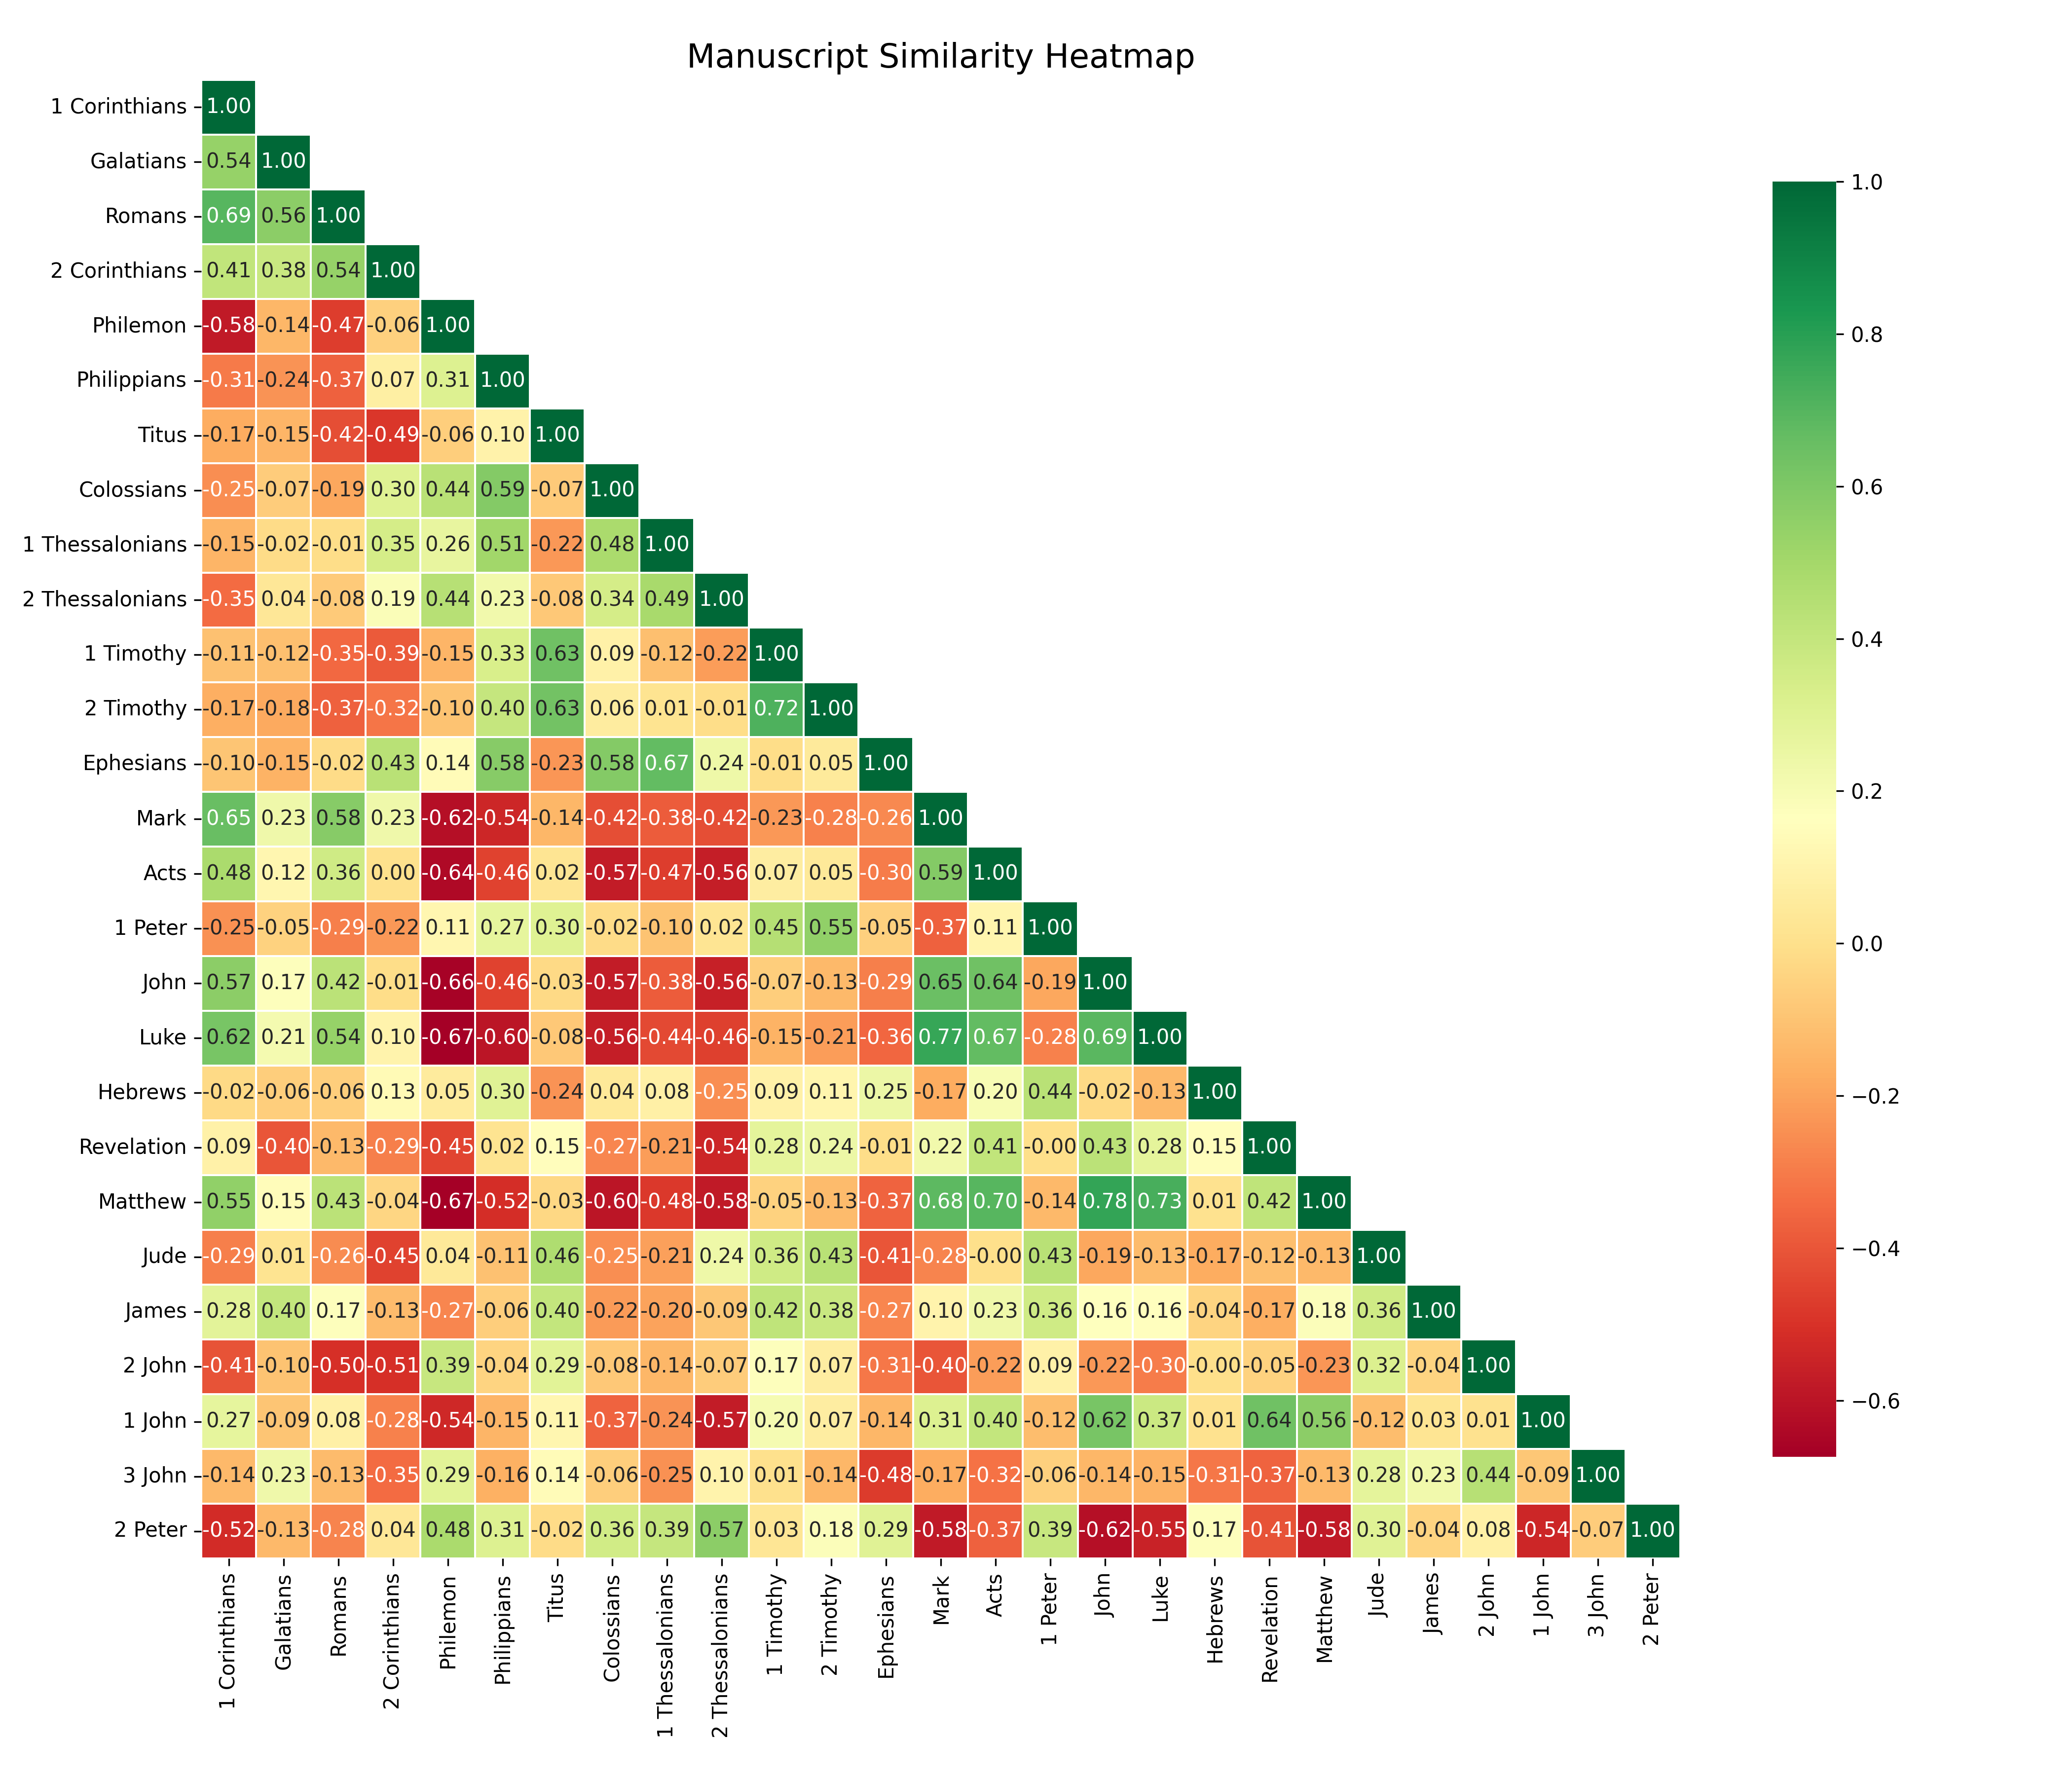 Manuscript Similarity Heatmap
1 Corinthians 1.00
Galatians 0.54 1.00
Romans 0.69 0.56 1.00
2 Corinthians 0.41 0.38 0.54 1.00
Philemon -0.58 -0.14 -0.47 -0.06 1.00
Philippians -0.31 -0.24 -0.37 0.07 0.31 1.00
Titus -0.17 -0.15 -0.42 -0.49 -0.06 0.10 1.00
Colossians -0.25 -0.07 -0.19 0.30 0.44 0.59 -0.07 1.00
1 Thessalonians -0.15 -0.02 -0.01 0.35 0.26 0.51 -0.22 0.48 1.00
2 Thessalonians -0.35 0.04 -0.08 0.19 0.44 0.23 -0.08 0.34 0.49 1.00
1 Timothy -0.11 -0.12 -0.35 -0.39 -0.15 0.33 0.63 0.09 -0.12 -0.22 1.00
2 Timothy -0.17 -0.18 -0.37 -0.32 -0.10 0.40 0.63 0.06 0.01 -0.01 0.72 1.00
Ephesians -0.10 -0.15 -0.02 0.43 0.14 0.58 -0.23 0.58 0.67 0.24 -0.01 0.05 1.00
Mark 0.65 0.23 0.58 0.23 -0.62 -0.54 -0.14 -0.42 -0.38 -0.42 -0.23 -0.28 -0.26 1.00
Acts 0.48 0.12 0.36 0.00 -0.64 -0.46 0.02 -0.57 -0.47 -0.56 0.07 0.05 -0.30 0.59 1.00
1 Peter -0.25 -0.05 -0.29 -0.22 0.11 0.27 0.30 -0.02 -0.10 0.02 0.45 0.55 -0.05 -0.37 0.11 1.00
John 0.57 0.17 0.42 -0.01 -0.66 -0.46 -0.03 -0.57 -0.38 -0.56 -0.07 -0.13 -0.29 0.65 0.64 -0.19 1.00
Luke 0.62 0.21 0.54 0.10 -0.67 -0.60 -0.08 -0.56 -0.44 -0.46 -0.15 -0.21 -0.36 0.77 0.67 -0.28 0.69 1.00
Hebrews -0.02 -0.06 -0.06 0.13 0.05 0.30 -0.24 0.04 0.08 -0.25 0.09 0.11 0.25 -0.17 0.20 0.44 -0.02 -0.13 1.00
Revelation 0.09 -0.40 -0.13 -0.29 -0.45 0.02 0.15 -0.27 -0.21 -0.54 0.28 0.24 -0.01 0.22 0.41 -0.00 0.43 0.28 0.15 1.00
Matthew 0.55 0.15 0.43 -0.04 -0.67 -0.52 -0.03 -0.60 -0.48 -0.58 -0.05 -0.13 -0.37 0.68 0.70 -0.14 0.78 0.73 0.01 0.42 1.00
Jude -0.29 0.01 -0.26 -0.45 0.04 -0.11 0.46 -0.25 -0.21 0.24 0.36 0.43 -0.41 -0.28 -0.00 0.43 -0.19 -0.13 -0.17 -0.12 -0.13 1.00
James 0.28 0.40 0.17 -0.13 -0.27 -0.06 0.40 -0.22 -0.20 -0.09 0.42 0.38 -0.27 0.10 0.23 0.36 0.16 0.16 -0.04 -0.17 0.18 0.36 1.00
2 John -0.41 -0.10 -0.50 -0.51 0.39 -0.04 0.29 -0.08 -0.14 -0.07 0.17 0.07 -0.31 -0.40 -0.22 0.09 -0.22 -0.30 -0.00 -0.05 -0.23 0.32 -0.04 1.00
1 John 0.27 -0.09 0.08 -0.28 -0.54 -0.15 0.11 -0.37 -0.24 -0.57 0.20 0.07 -0.14 0.31 0.40 -0.12 0.62 0.37 0.01 0.64 0.56 -0.12 0.03 0.01 1.00
3 John -0.14 0.23 -0.13 -0.35 0.29 -0.16 0.14 -0.06 -0.25 0.10 0.01 -0.14 -0.48 -0.17 -0.32 -0.06 -0.14 -0.15 -0.31 -0.37 -0.13 0.28 0.23 0.44 -0.09 1.00
2 Peter -0.52 -0.13 -0.28 0.04 0.48 0.31 -0.02 0.36 0.39 0.57 0.03 0.18 0.29 -0.58 -0.37 0.39 -0.62 -0.55 0.17 -0.41 -0.58 0.30 -0.04 0.08 -0.54 -0.07 1.00
1 Corinthians
Galatians
Romans
2 Corinthians
Philemon
Philippians
Titus
Colossians
1 Thessalonians
2 Thessalonians
1 Timothy
2 Timothy
Ephesians
Mark
Acts
1 Peter
John
Luke
Hebrews
Revelation
Matthew
Jude
James
2 John
1 John
3 John
2 Peter
1.0
0.8
0.6
0.4
0.2
0.0
−0.2
−0.4
−0.6